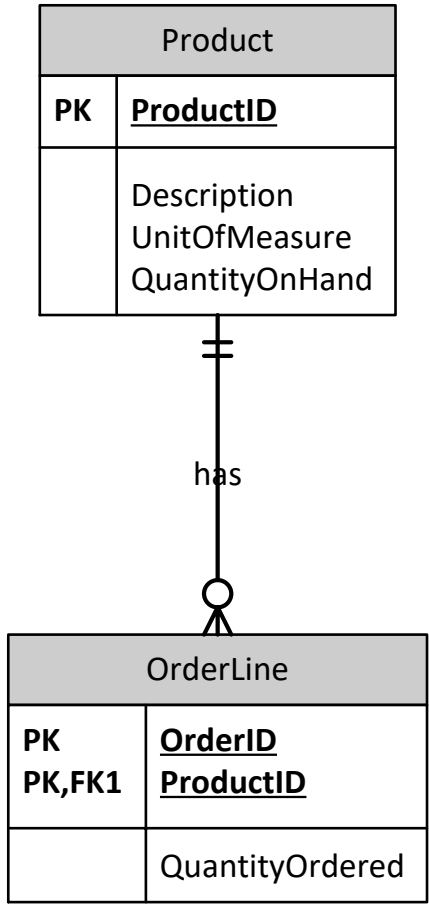 Product
PK ProductID
Description
UnitOfMeasure
QuantityOnHand
has
OrderLine
PK OrderID
PK,FK1 ProductID
QuantityOrdered